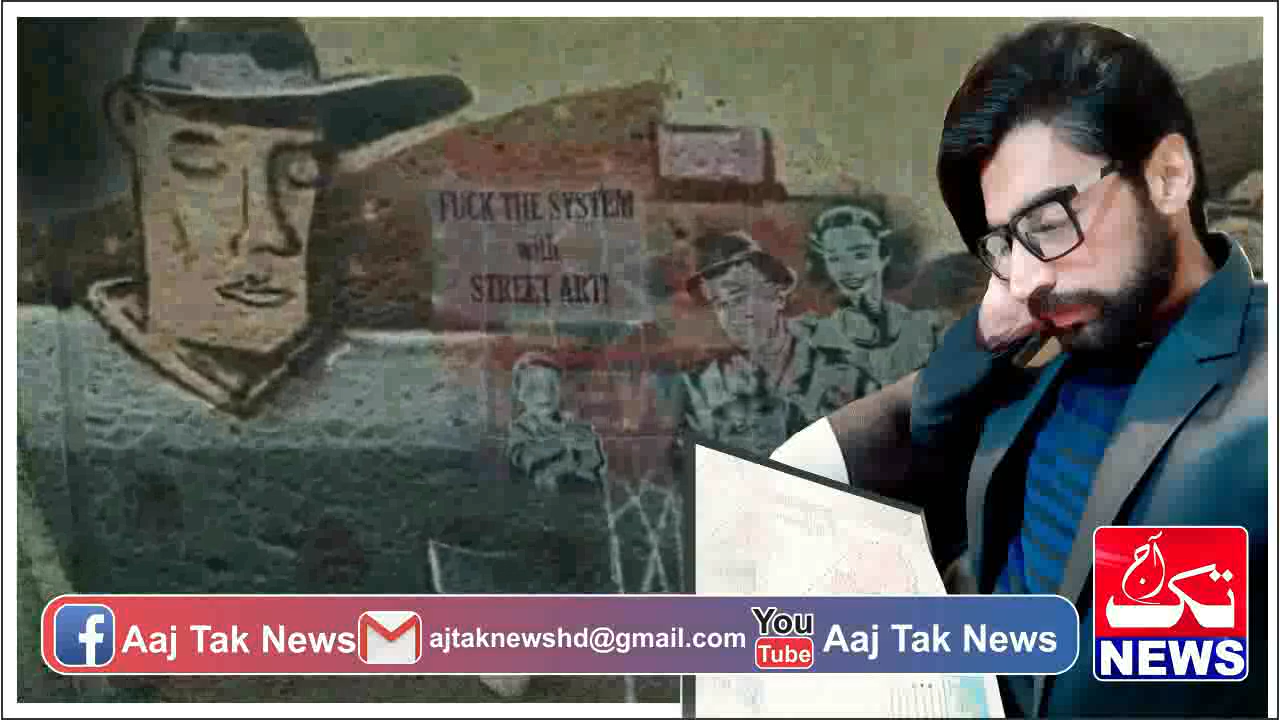 FUCK THE SYSTEM
with
STREET ART!
Aaj Tak News
ajtaknewshd@gmail.com
You
Tube
Aaj Tak News
آج
تک
NEWS